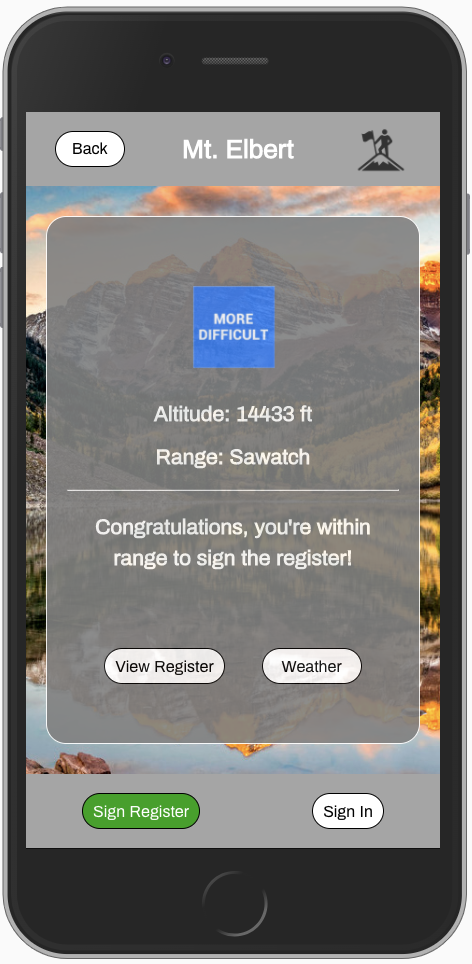 Back
Mt. Elbert
MORE
DIFFICULT
Altitude: 14433 ft
Range: Sawatch
Congratulations, you're within
range to sign the register!
View Register
Weather
Sign Register
Sign In